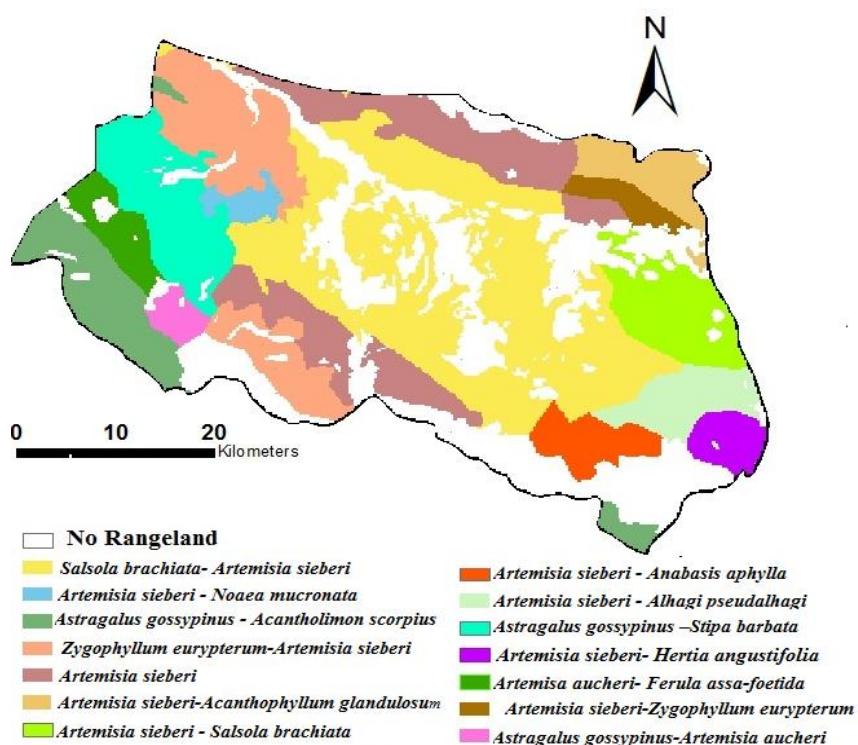 N
0 10 20
Kilometers
No Rangeland
Salsola brachiata- Artemisia sieberi
Artemisia sieberi - Noaea mucronata
Astragalus gossypinus - Acantholimon scorpius
Zygophyllum eurypterum-Artemisia sieberi
Artemisia sieberi
Artemisia sieberi-Acanthophyllum glandulosum
Artemisia sieberi - Salsola brachiata
Artemisia sieberi - Anabasis aphylla
Artemisia sieberi - Alhagi pseudalhagi
Astragalus gossypinus –Stipa barbata
Artemisia sieberi- Hertia angustifolia
Artemisa aucheri- Ferula assa-foetida
Artemisia sieberi-Zygophyllum eurypterum
Astragalus gossypinus-Artemisia aucheri